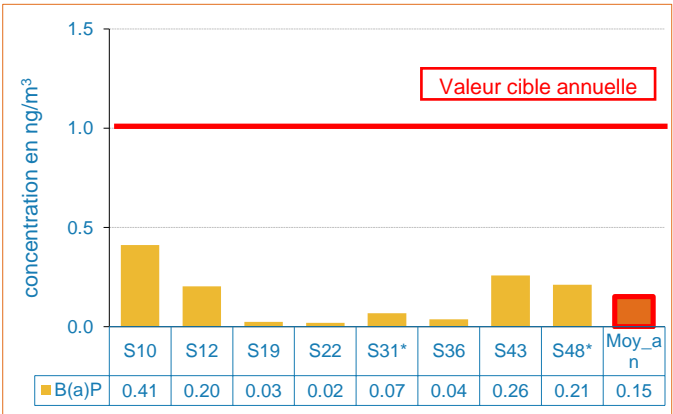 concentration en ng/m³
1.5
1.0
0.5
0.0
Valeur cible annuelle
S10 S12 S19 S22 S31* S36 S43 S48* Moy_a
n
B(a)P 0.41 0.20 0.03 0.02 0.07 0.04 0.26 0.21 0.15